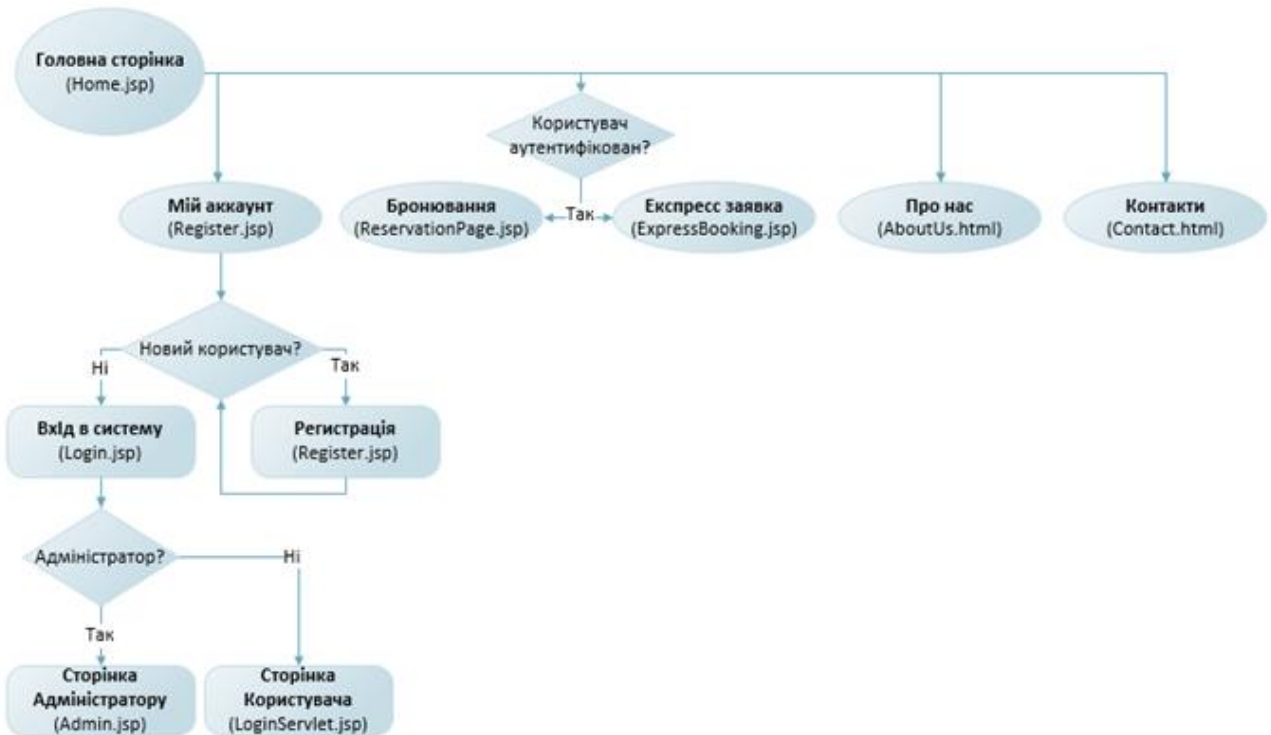 Головна сторінка
(Home.jsp)
Користувач
аутентифікован?
Мій аккаунт
(Register.jsp)
Бронювання
(ReservationPage.jsp)
Так
Експресс заявка
(ExpressBooking.jsp)
Про нас
(AboutUs.html)
Контакти
(Contact.html)
Новий користувач?
Ні
Так
ВхІд в систему
(Login.jsp)
Регистрація
(Register.jsp)
Адміністратор?
Ні
Так
Сторінка
Адміністратору
(Admin.jsp)
Сторінка
Користувача
(LoginServlet.jsp)